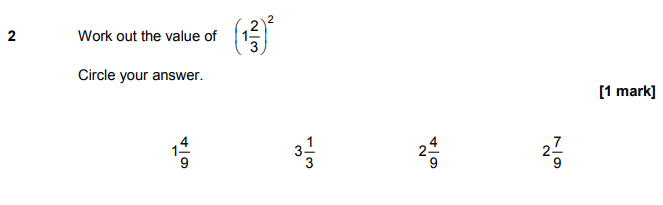 2 Work out the value of (1 2/3)²
Circle your answer.
[1 mark]
1 4/9 3 1/3 2 4/9 2 7/9